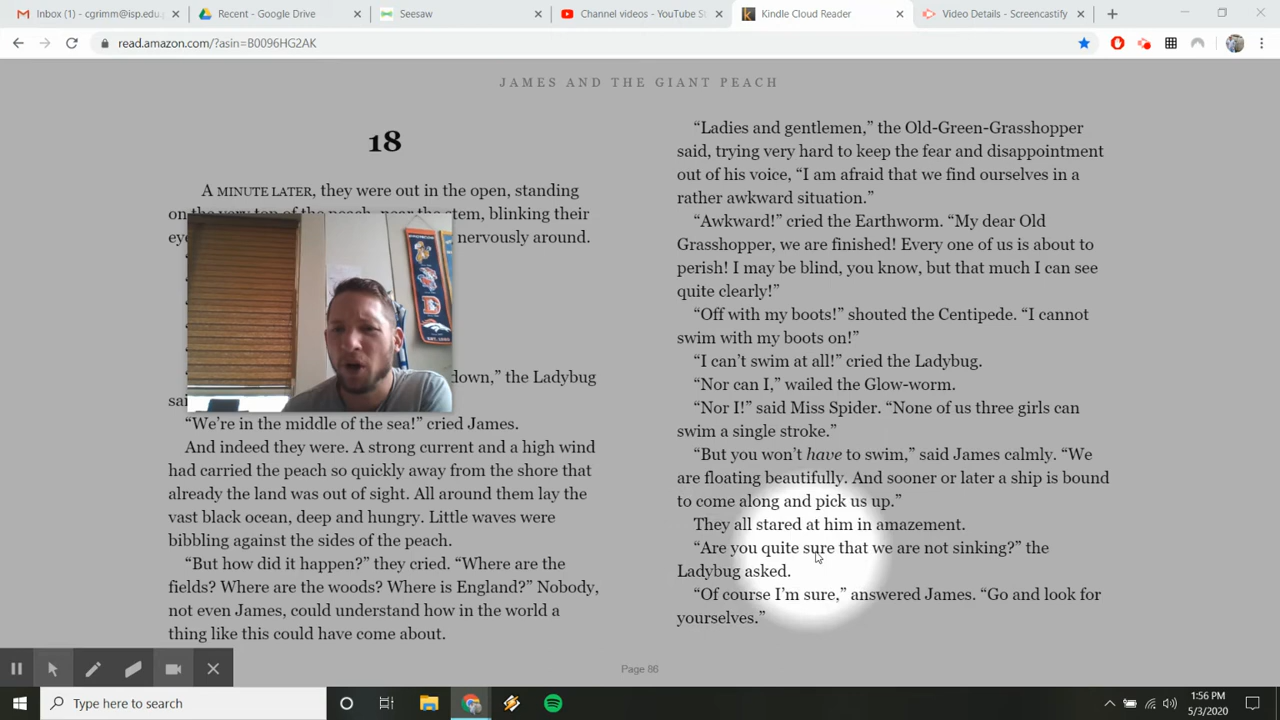 Inbox (1) - cgrimm@isp.edu.
Recent - Google Drive
Seesaw
Channel videos - YouTube St
Kindle Cloud Reader
Video Details - Screencastify
read.amazon.com/?asin=B0096HG2AK
JAMES AND THE GIANT PEACH
18
A MINUTE LATER, they were out in the open, standing
on the very top of the peach, near the stem, blinking their
eye nervously around.
down,” the Ladybug
sai
“We’re in the middle of the sea!” cried James.
And indeed they were. A strong current and a high wind
had carried the peach so quickly away from the shore that
already the land was out of sight. All around them lay the
vast black ocean, deep and hungry. Little waves were
bibbling against the sides of the peach.
“But how did it happen?” they cried. “Where are the
fields? Where are the woods? Where is England?” Nobody,
not even James, could understand how in the world a
thing like this could have come about.
“Ladies and gentlemen,” the Old-Green-Grasshopper
said, trying very hard to keep the fear and disappointment
out of his voice, “I am afraid that we find ourselves in a
rather awkward situation.”
“Awkward!” cried the Earthworm. “My dear Old
Grasshopper, we are finished! Every one of us is about to
perish! I may be blind, you know, but that much I can see
quite clearly!”
“Off with my boots!” shouted the Centipede. “I cannot
swim with my boots on!”
“I can’t swim at all!” cried the Ladybug.
“Nor can I,” wailed the Glow-worm.
“Nor I!” said Miss Spider. “None of us three girls can
swim a single stroke.”
“But you won’t have to swim,” said James calmly. “We
are floating beautifully. And sooner or later a ship is bound
to come along and pick us up.”
They all stared at him in amazement.
“Are you quite sure that we are not sinking?” the
Ladybug asked.
“Of course I’m sure,” answered James. “Go and look for
yourselves.”
Page 86
Type here to search
1:56 PM
5/3/2020